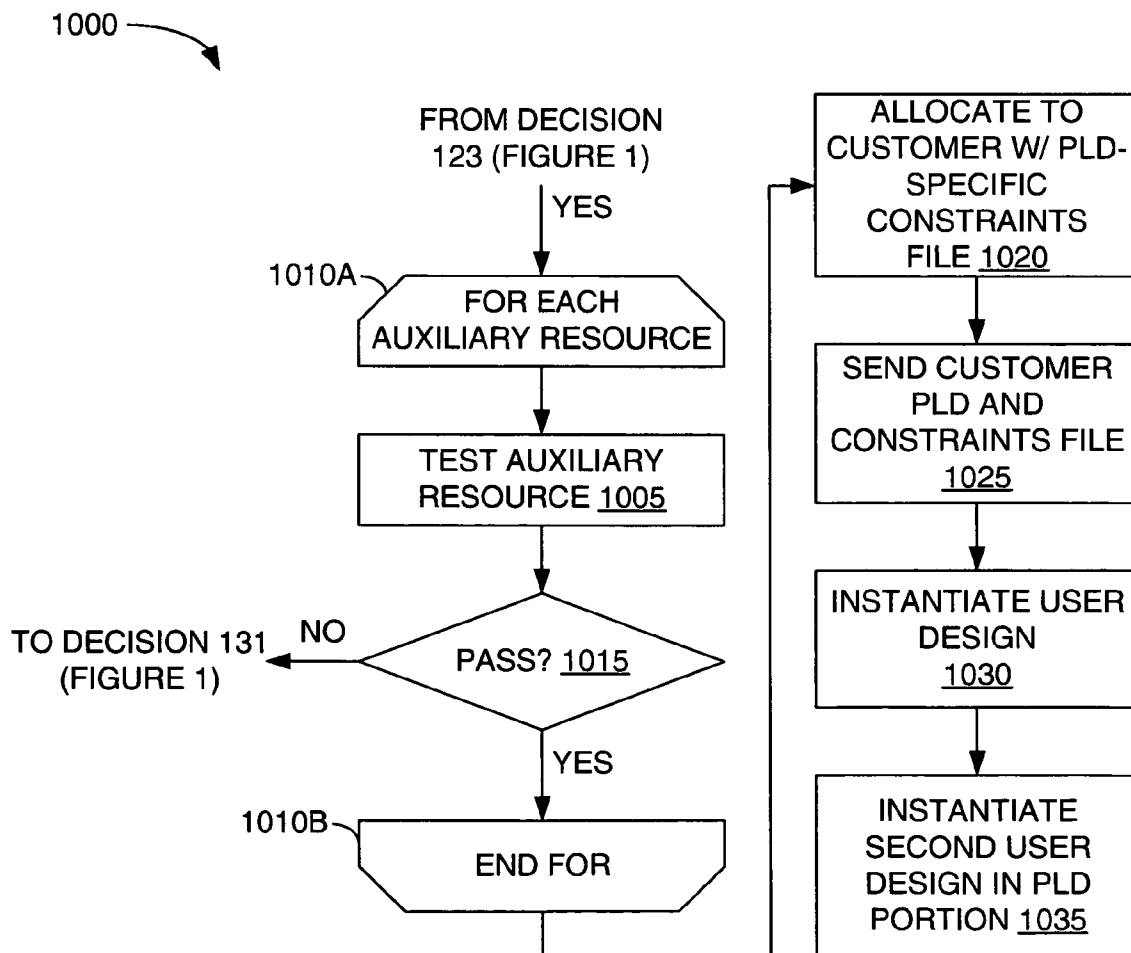 1000
FROM DECISION
123 (FIGURE 1)
YES
1010A
FOR EACH
AUXILIARY RESOURCE
TEST AUXILIARY
RESOURCE 1005
TO DECISION 131
(FIGURE 1)
NO
PASS? 1015
YES
1010B
END FOR
ALLOCATE TO
CUSTOMER W/ PLD-
SPECIFIC
CONSTRAINTS
FILE 1020
SEND CUSTOMER
PLD AND
CONSTRAINTS FILE
1025
INSTANTIATE USER
DESIGN
1030
INSTANTIATE
SECOND USER
DESIGN IN PLD
PORTION 1035